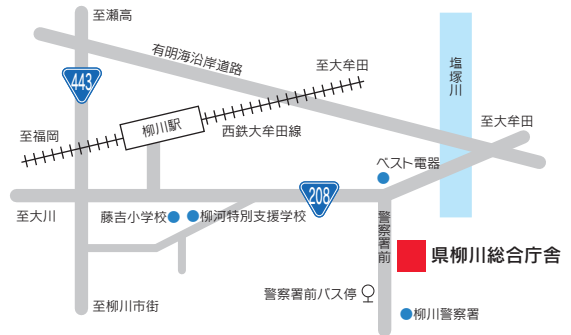 至瀬高
有明海沿岸道路
443
至大牟田
塩塚川
柳川駅
西鉄大牟田線
至福岡
至大牟田
ベスト電器
208
至大川
藤吉小学校
柳河特別支援学校
警察署前
県柳川総合庁舎
警察署前バス停
至柳川市街
柳川警察署